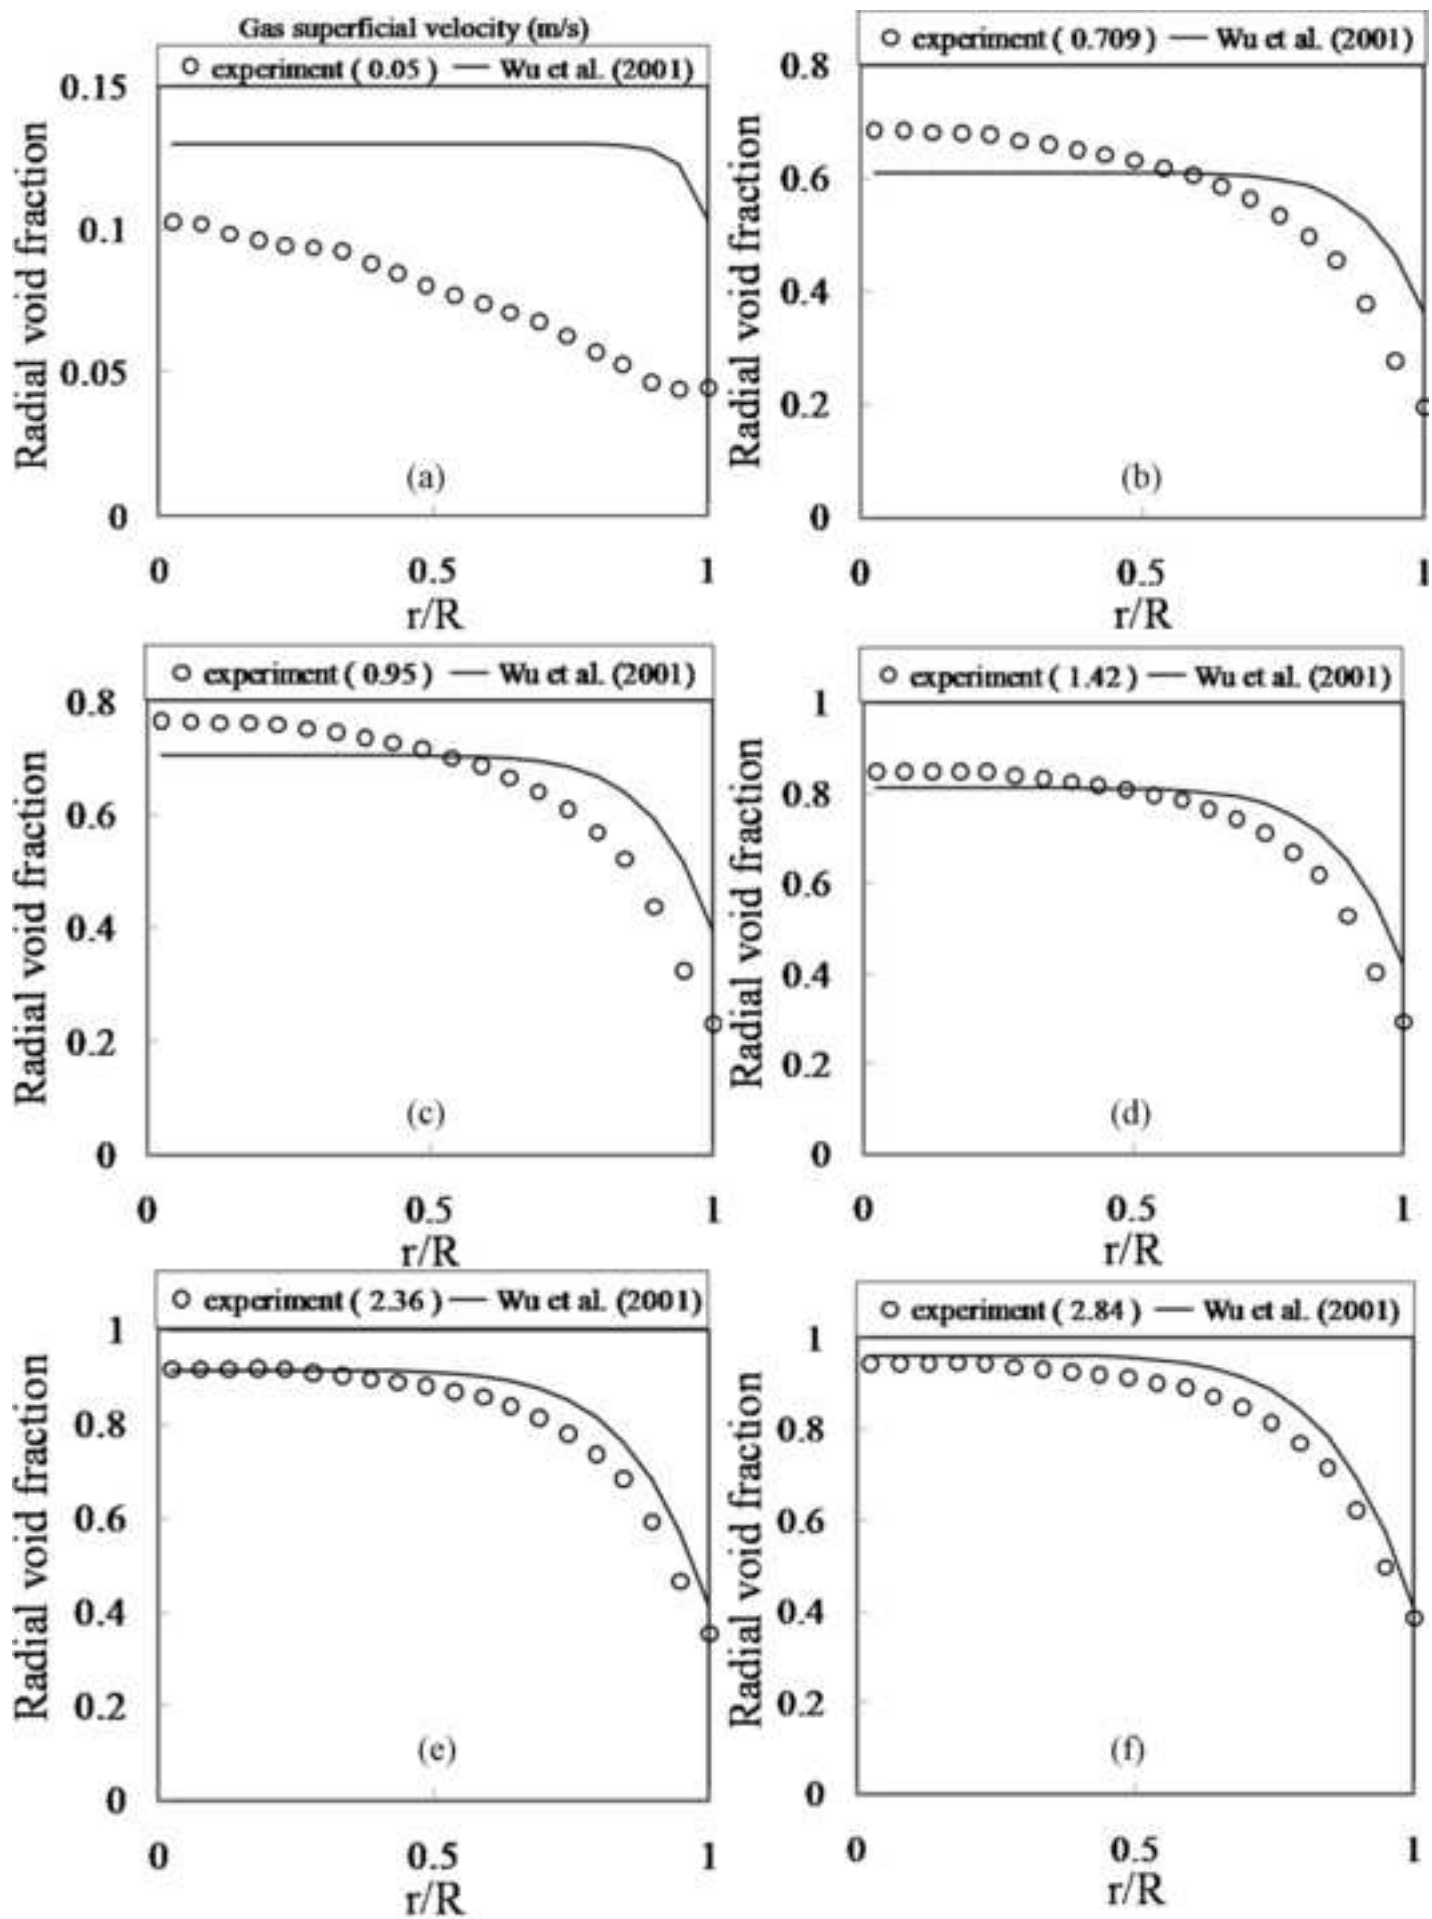 Gas superficial velocity (m/s)
experiment ( 0.05 ) Wu et al. (2001)
0.15
0.1
0.05
0
Radial void fraction
(a)
0 0.5 1
r/R
experiment ( 0.709 ) Wu et al. (2001)
0.8
0.6
0.4
0.2
0
Radial void fraction
(b)
0 0.5 1
r/R
experiment ( 0.95 ) Wu et al. (2001)
0.8
0.6
0.4
0.2
0
Radial void fraction
(c)
0 0.5 1
r/R
experiment ( 1.42 ) Wu et al. (2001)
1
0.8
0.6
0.4
0.2
0
Radial void fraction
(d)
0 0.5 1
r/R
experiment ( 2.36 ) Wu et al. (2001)
1
0.8
0.6
0.4
0.2
0
Radial void fraction
(e)
0 0.5 1
r/R
experiment ( 2.84 ) Wu et al. (2001)
1
0.8
0.6
0.4
0.2
0
Radial void fraction
(f)
0 0.5 1
r/R